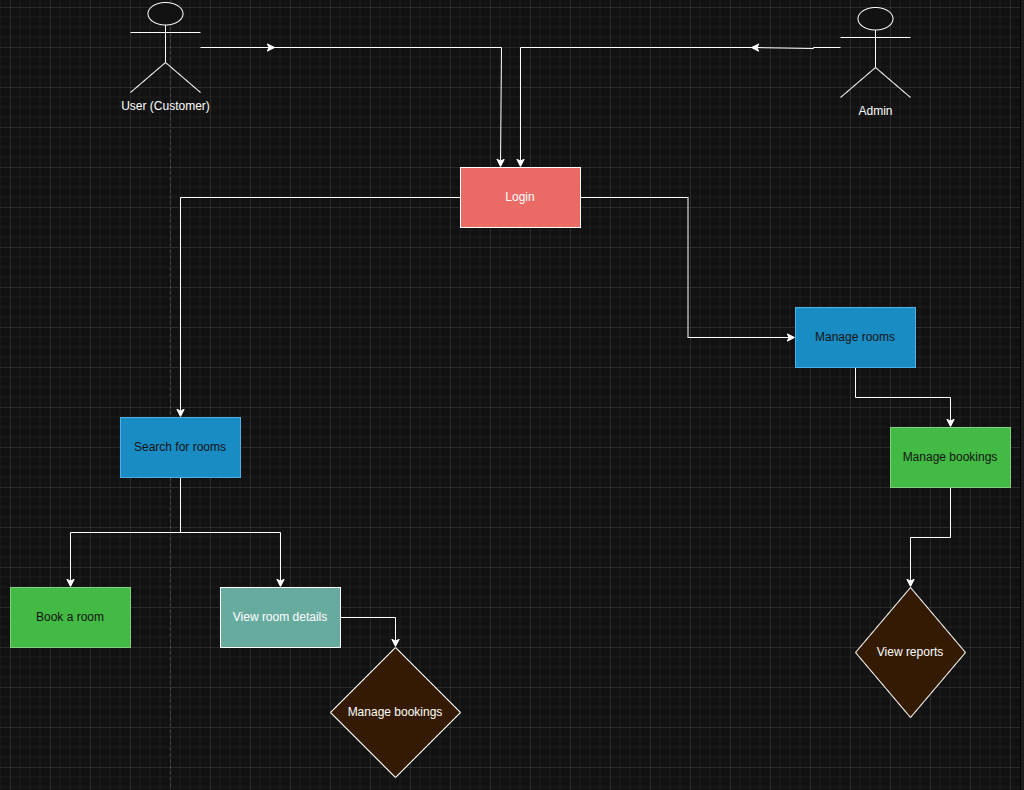 User (Customer)
Admin
Login
Manage rooms
Search for rooms
Manage bookings
Book a room
View room details
View reports
Manage bookings